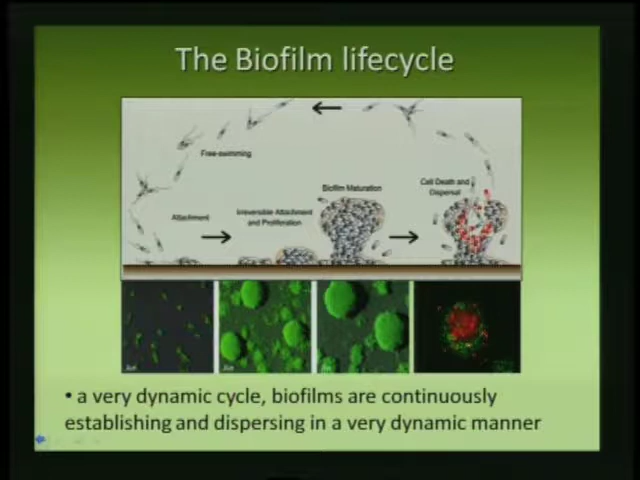 The Biofilm lifecycle
Free-swimming
Biofilm Maturation
Cell Death and
Dispersal
Attachment
Irreversible Attachment
and Proliferation
• a very dynamic cycle, biofilms are continuously
establishing and dispersing in a very dynamic manner